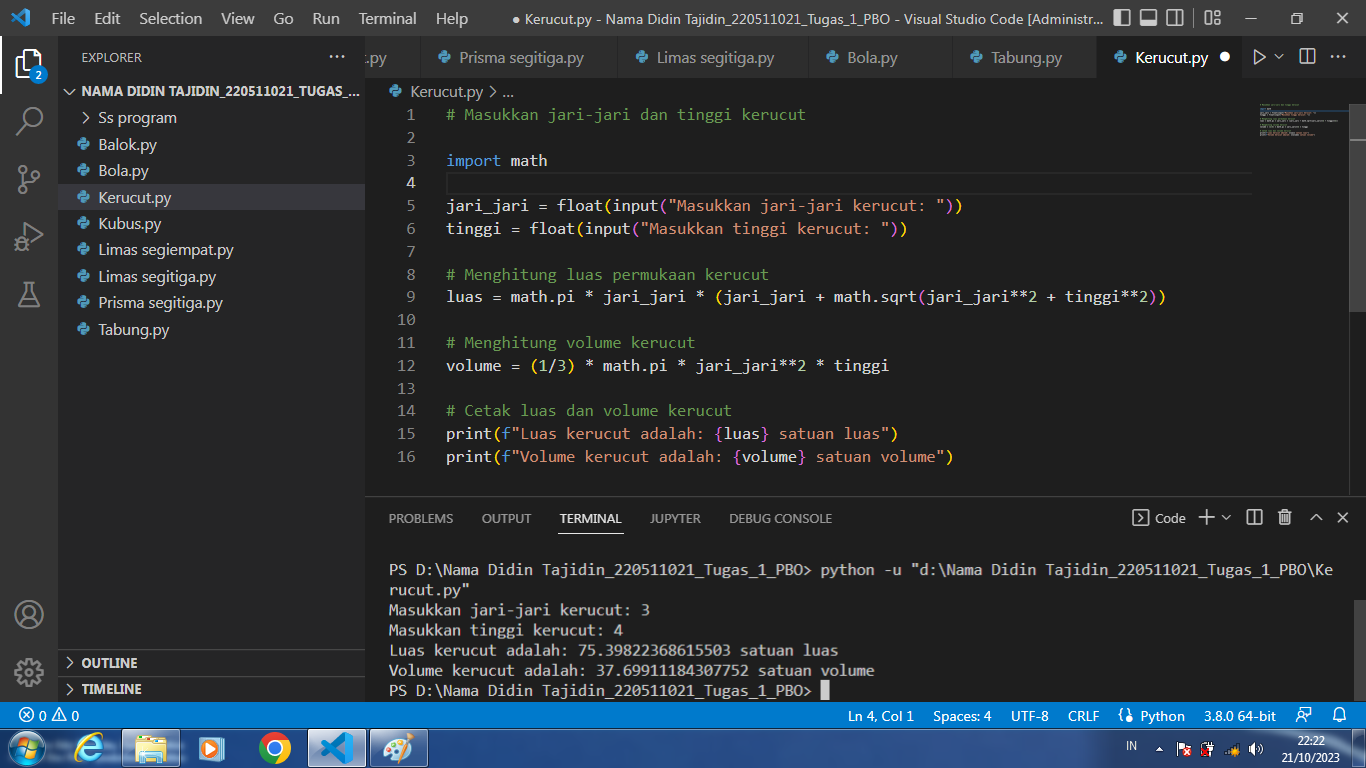 File Edit Selection View Go Run Terminal Help ● Kerucut.py - Nama Didin Tajidin_220511021_Tugas_1_PBO - Visual Studio Code [Administr...
2
EXPLORER
NAMA DIDIN TAJIDIN_220511021_TUGAS_...
Ss program
Balok.py
Bola.py
Kerucut.py
Kubus.py
Limas segiempat.py
Limas segitiga.py
Prisma segitiga.py
Tabung.py
OUTLINE
TIMELINE
t.py Prisma segitiga.py Limas segitiga.py Bola.py Tabung.py Kerucut.py ●
Kerucut.py > ...
1 # Masukkan jari-jari dan tinggi kerucut
2
3 import math
4
5 jari_jari = float(input("Masukkan jari-jari kerucut: "))
6 tinggi = float(input("Masukkan tinggi kerucut: "))
7
8 # Menghitung luas permukaan kerucut
9 luas = math.pi * jari_jari * (jari_jari + math.sqrt(jari_jari**2 + tinggi**2))
10
11 # Menghitung volume kerucut
12 volume = (1/3) * math.pi * jari_jari**2 * tinggi
13
14 # Cetak luas dan volume kerucut
15 print(f"Luas kerucut adalah: {luas} satuan luas")
16 print(f"Volume kerucut adalah: {volume} satuan volume")
PROBLEMS OUTPUT TERMINAL JUPYTER DEBUG CONSOLE Code
PS D:\Nama Didin Tajidin_220511021_Tugas_1_PBO> python -u "d:\Nama Didin Tajidin_220511021_Tugas_1_PBO\Ke
rucut.py"
Masukkan jari-jari kerucut: 3
Masukkan tinggi kerucut: 4
Luas kerucut adalah: 75.39822368615503 satuan luas
Volume kerucut adalah: 37.69911184307752 satuan volume
PS D:\Nama Didin Tajidin_220511021_Tugas_1_PBO>
0 0 Ln 4, Col 1 Spaces: 4 UTF-8 CRLF Python 3.8.0 64-bit
IN 22:22
21/10/2023